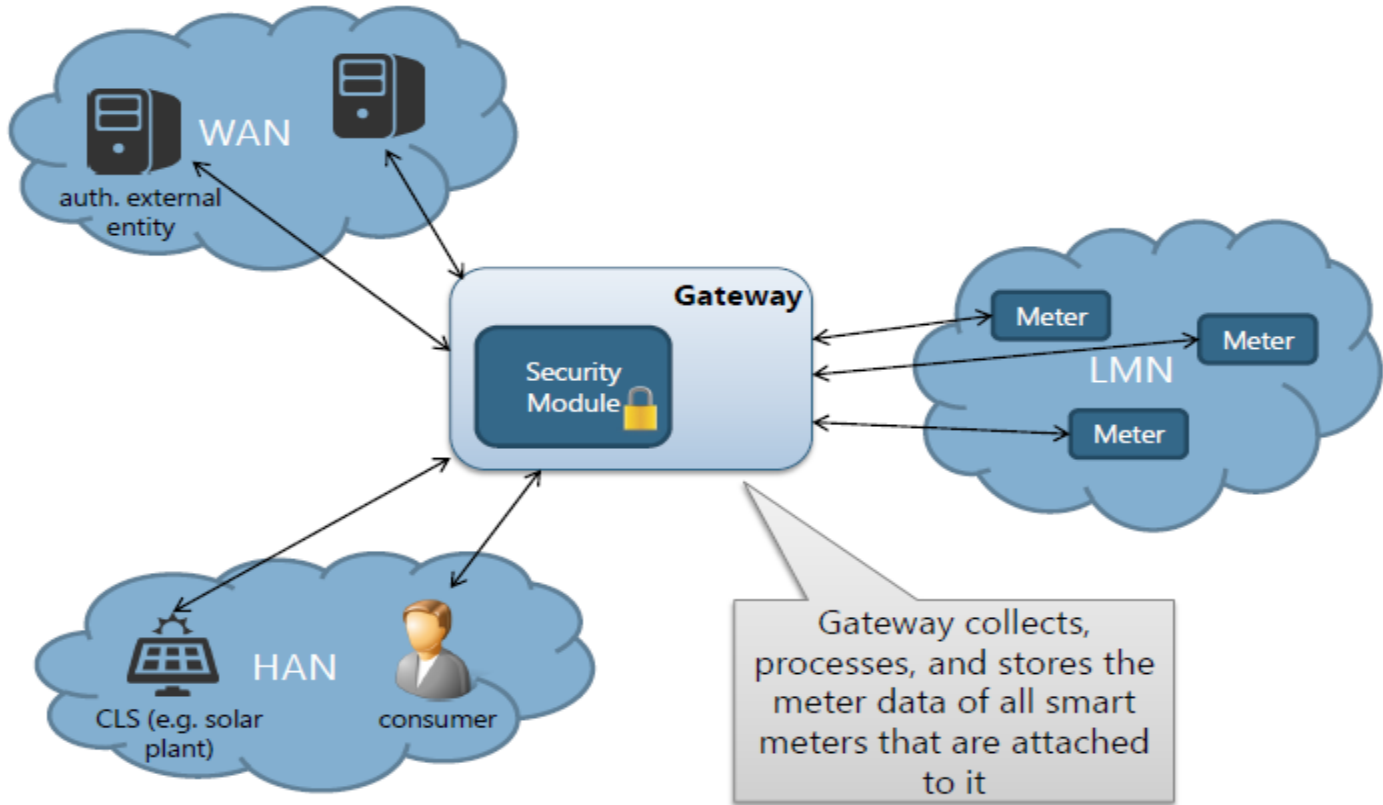 WAN
auth. external
entity
Gateway
Security
Module
Meter
Meter
LMN
Meter
HAN
CLS (e.g. solar
plant)
consumer
Gateway collects,
processes, and stores the
meter data of all smart
meters that are attached
to it